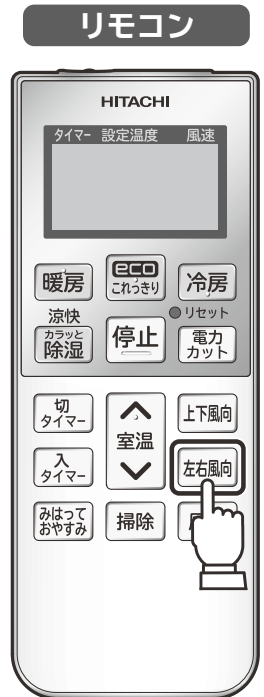 リモコン
HITACHI
タイマー 設定温度 風速
暖房
eco
これっきり
冷房
涼快
カラッと
除湿
停止
リセット
電力
カット
切
タイマー
室温
上下風向
入
タイマー
左右風向
みはって
おやすみ
掃除